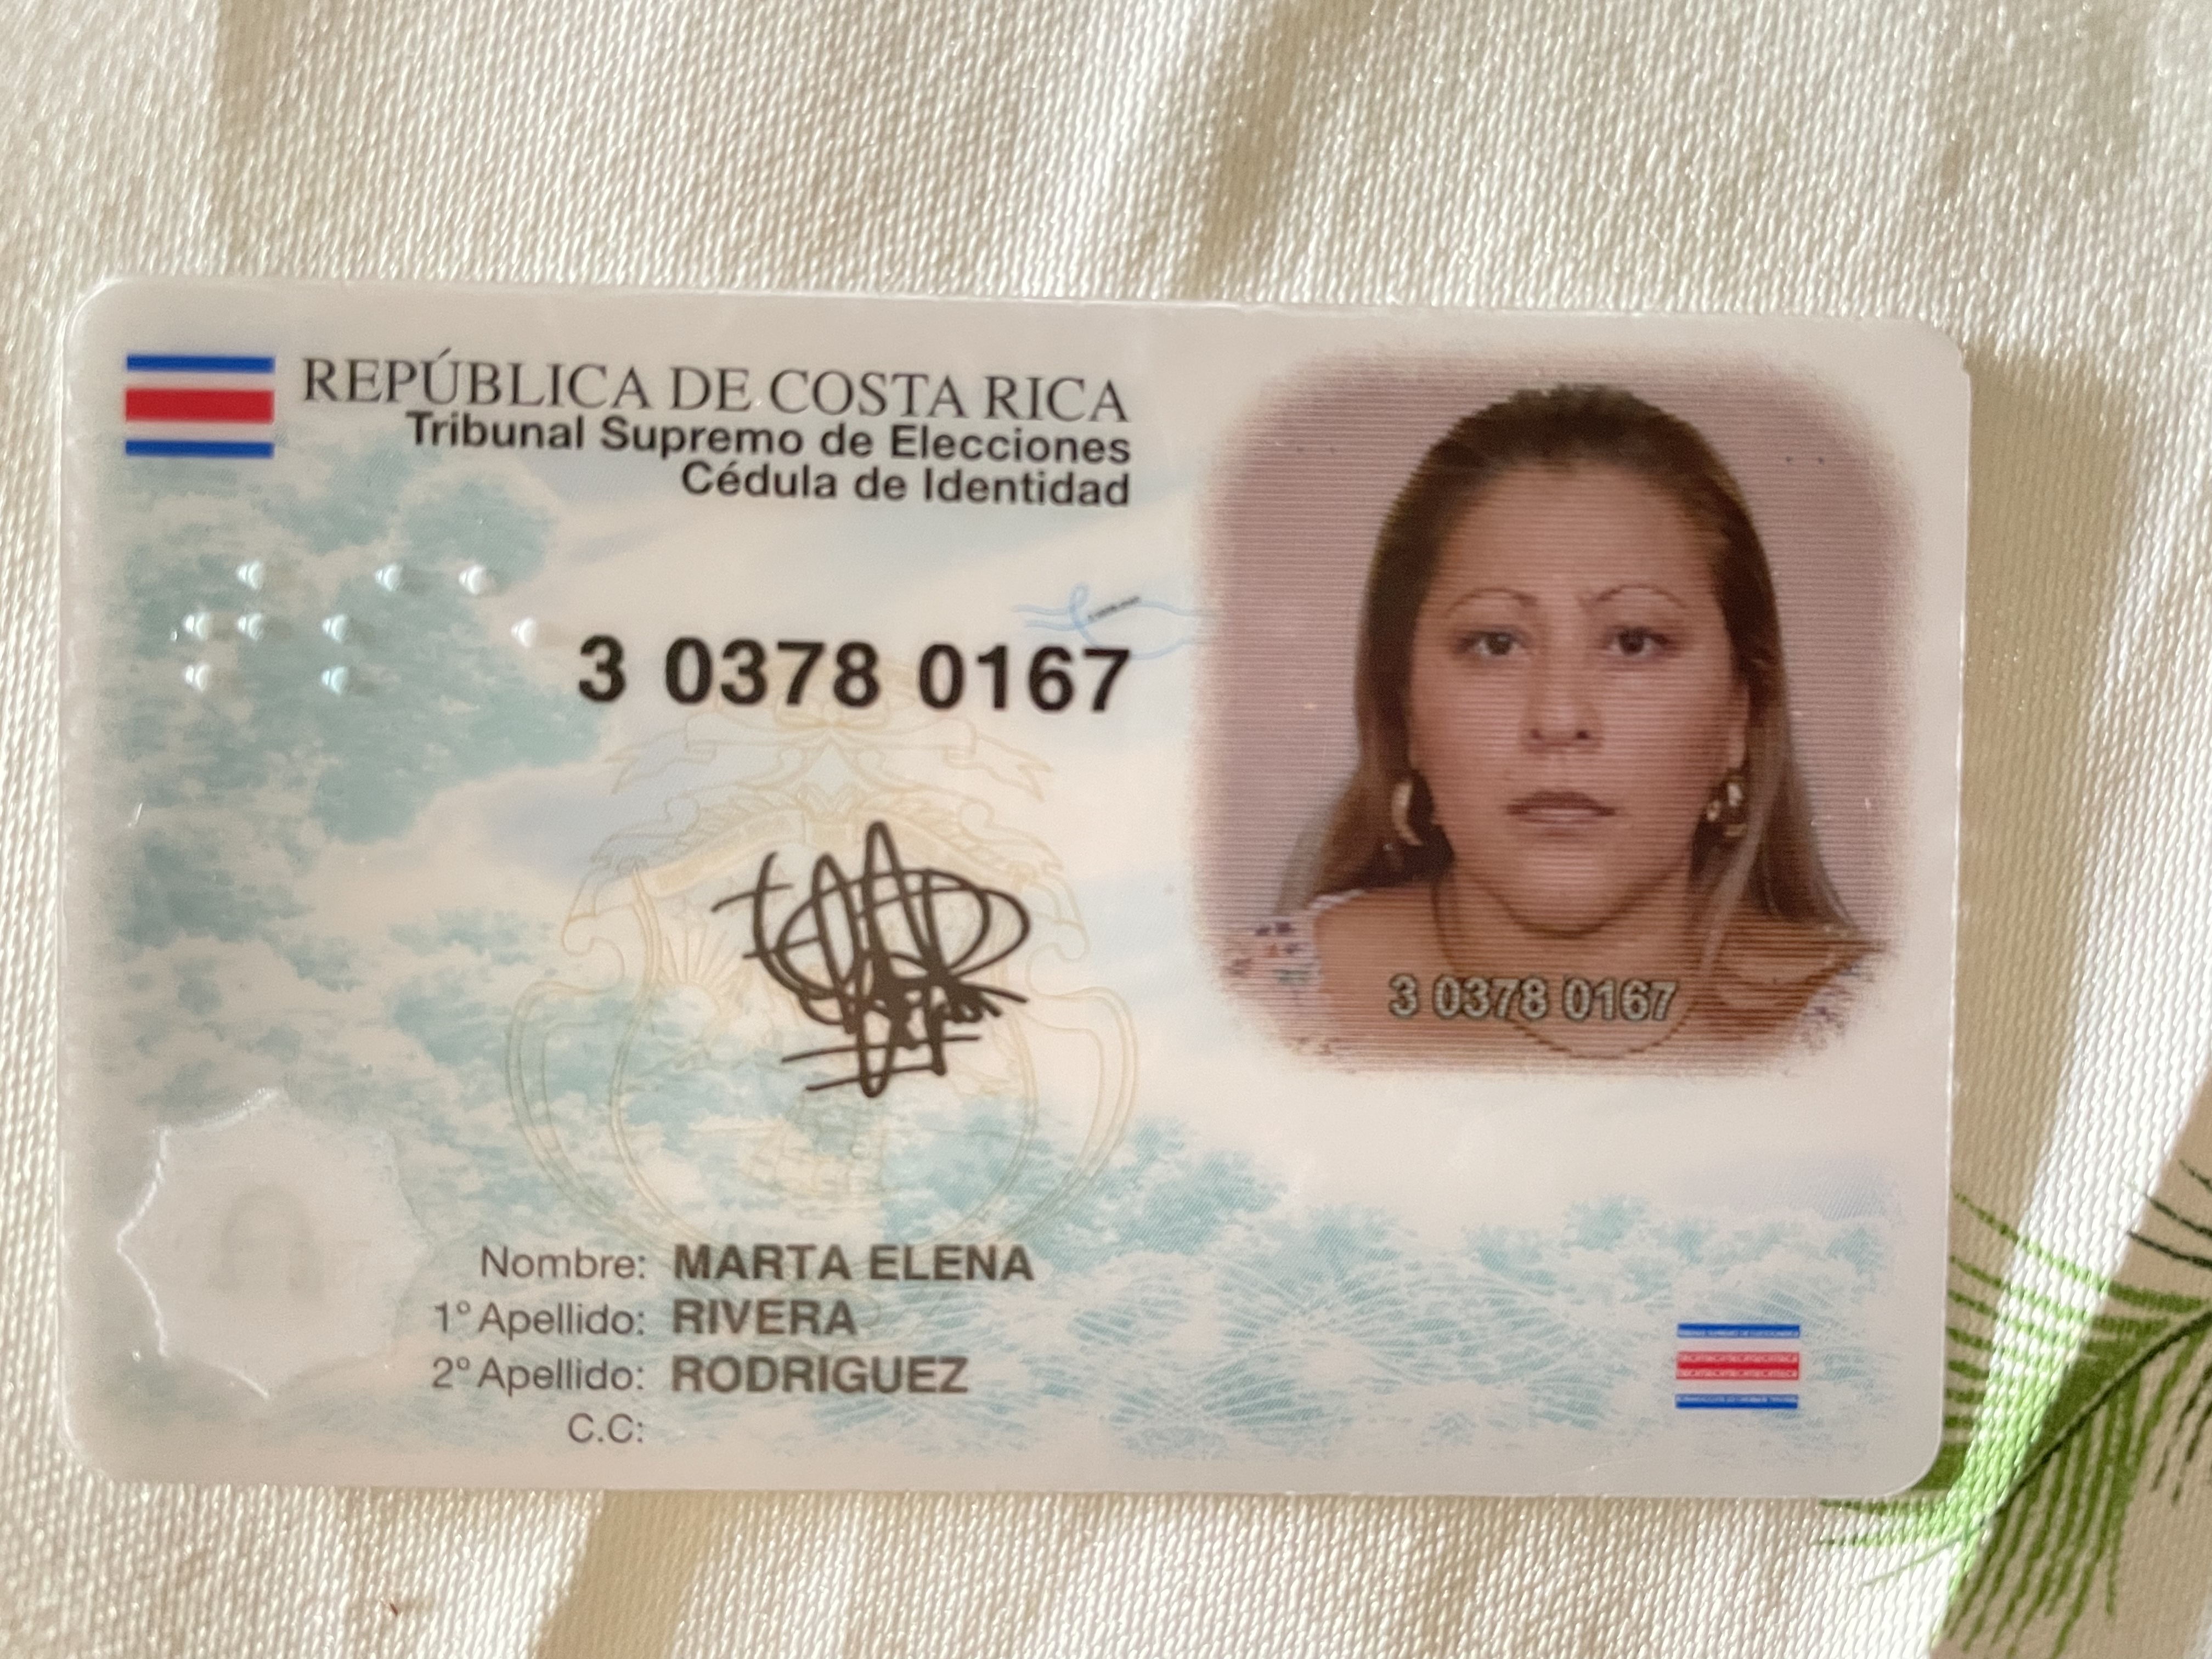 REPÚBLICA DE COSTA RICA
Tribunal Supremo de Elecciones
Cédula de Identidad
3 0378 0167
3 0378 0167
Nombre: MARTA ELENA
1° Apellido: RIVERA
2° Apellido: RODRIGUEZ
C.C: